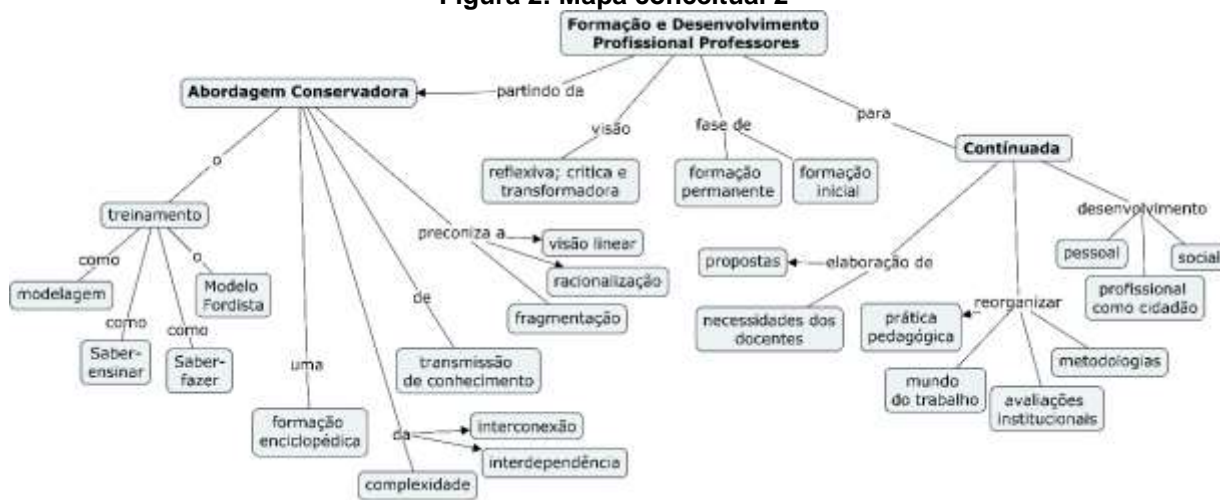 Figura 2: Mapa conceitual 2
Formação e Desenvolvimento
Profissional Professores
Abordagem Conservadora
partindo da
visão
fase de
para
reflexiva; critica e
transformadora
formação
permanente
formação
inicial
Contínuada
o
treinamento
como
modelagem
como
Saber-
ensinar
como
Saber-
fazer
o
Modelo
Fordista
uma
formação
enciclopédica
da
interconexão
interdependência
complexidade
de
transmissão
de conhecimento
preconiza a
visão linear
racionalização
fragmentação
elaboração de
propostas
necessidades dos
docentes
reorganizar
prática
pedagógica
mundo
do trabalho
avaliações
institucionais
metodologias
desenvolvimento
pessoal
profissional
como cidadão
social